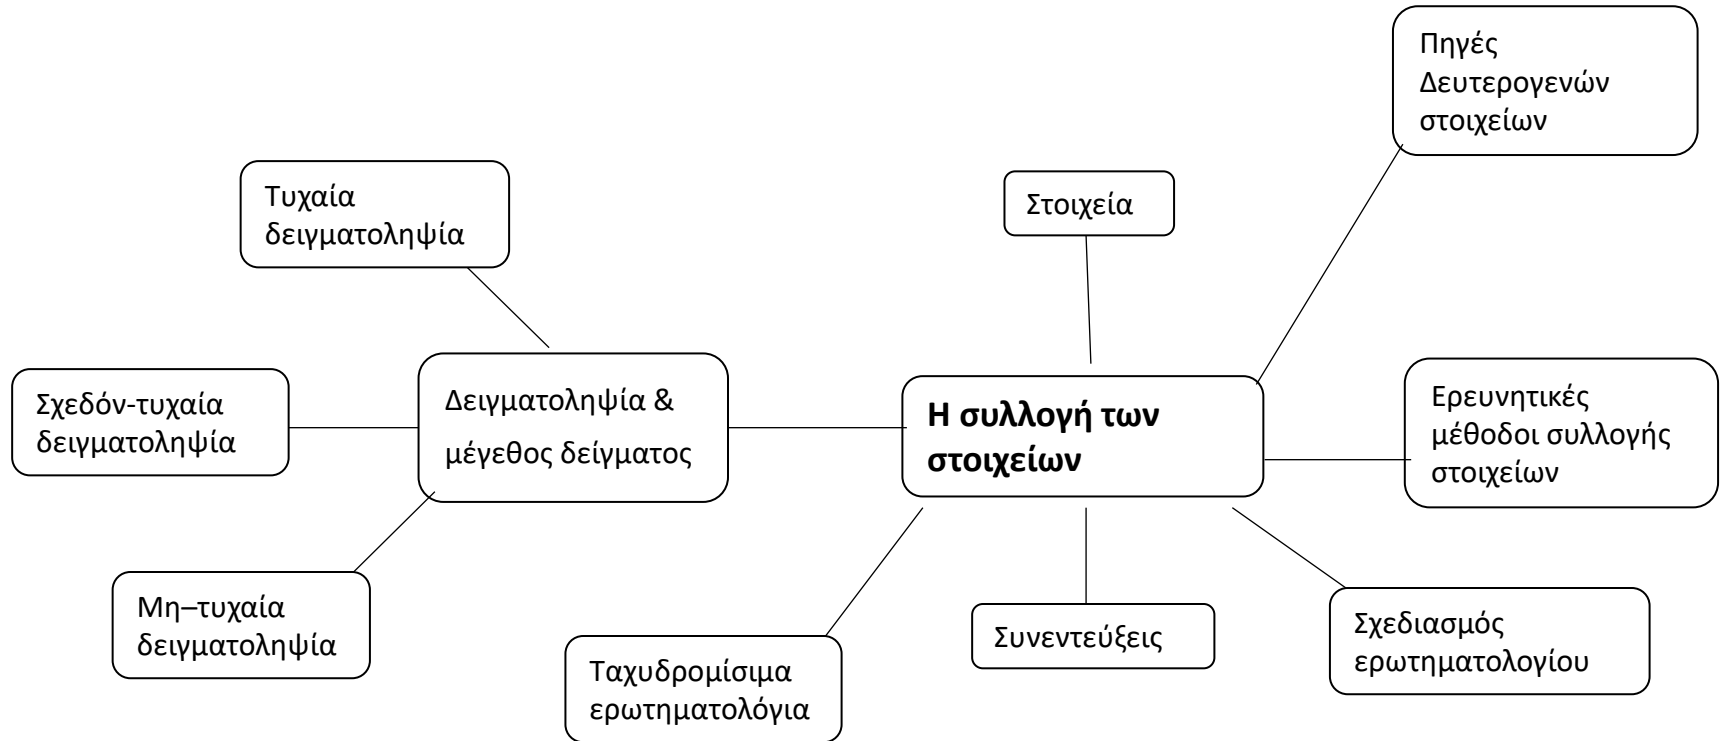 Πηγές
Δευτερογενών
στοιχείων
Τυχαία
δειγματοληψία
Στοιχεία
Σχεδόν-τυχαία
δειγματοληψία
Δειγματοληψία &
μέγεθος δείγματος
Η συλλογή των
στοιχείων
Ερευνητικές
μέθοδοι συλλογής
στοιχείων
Μη–τυχαία
δειγματοληψία
Ταχυδρομίσιμα
ερωτηματολόγια
Συνεντεύξεις
Σχεδιασμός
ερωτηματολογίου